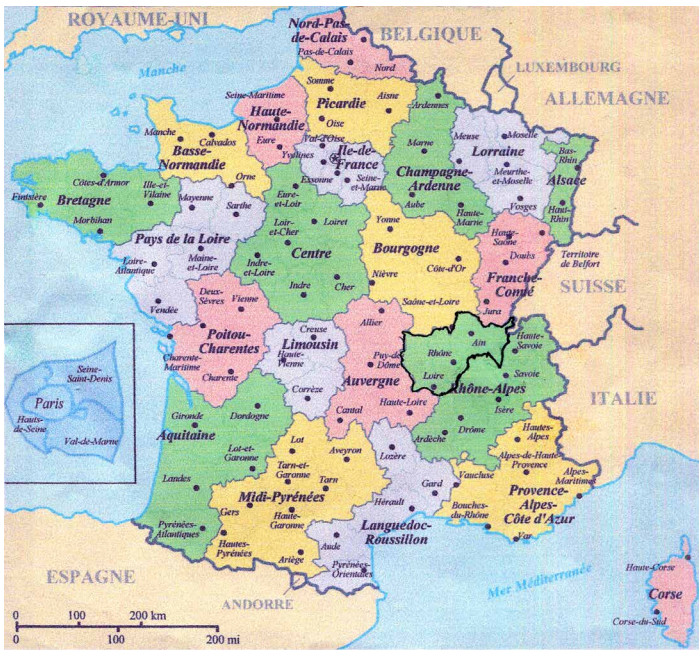 ROYAUME-UNI
Nord-Pas-
de-Calais
BELGIQUE
Pas-de-Calais
Nord
LUXEMBOURG
Manche
Somme
Aisne
Ardennes
ALLEMAGNE
Seine-Maritime
Picardie
Haute-
Normandie
Oise
Manche
Calvados
Eure
Val-d'Oise
Marne
Meuse
Moselle
Bas-
Rhin
Basse-
Normandie
Yvelines
Ile-de-
France
Lorraine
Orne
Essonne
Seine-
et-Marne
Champagne-
Ardenne
Meurthe-
et-Moselle
Alsace
Côtes-d'Armor
Ille-et-
Vilaine
Mayenne
Eure-
et-Loir
Aube
Haute-
Marne
Vosges
Haut-
Rhin
Finistère
Bretagne
Sarthe
Morbihan
Loir-
et-Cher
Loiret
Yonne
Haute-
Saône
Pays de la Loire
Bourgogne
Territoire
de Belfort
Centre
Doubs
Loire-
Atlantique
Maine-
et-Loire
Indre-
et-Loire
Côte-d'Or
Franche-
Comté
SUISSE
Indre
Cher
Nièvre
Vendée
Deux-
Sèvres
Vienne
Saône-et-Loire
Jura
Allier
Poitou-
Charentes
Limousin
Creuse
Ain
Haute-
Savoie
Haute-
Vienne
Puy-de-
Dôme
Rhône
Charente-
Maritime
Charente
Auvergne
Loire
Savoie
Seine-
Saint-Denis
Rhône-Alpes
ITALIE
Paris
Corrèze
Isère
Hauts-
de-Seine
Val-de-Marne
Gironde
Dordogne
Cantal
Haute-Loire
Aquitaine
Ardèche
Drôme
Hautes-
Alpes
Lot
Lot-et-
Garonne
Aveyron
Lozère
Alpes-de-Haute
Provence
Tarn-et-
Garonne
Landes
Tarn
Gard
Vaucluse
Alpes-
Maritimes
Midi-Pyrénées
Hérault
Provence-
Alpes-
Côte d'Azur
Gers
Haute-
Garonne
Bouches-
du-Rhône
Pyrénées-
Atlantiques
Languedoc-
Roussillon
Var
Hautes-
Pyrénées
Ariège
Aude
Pyrénées-
Orientales
Mer Méditerranée
Haute-Corse
ESPAGNE
ANDORRE
Corse
Corse-du-Sud
0 100 200 km
0 100 200 mi